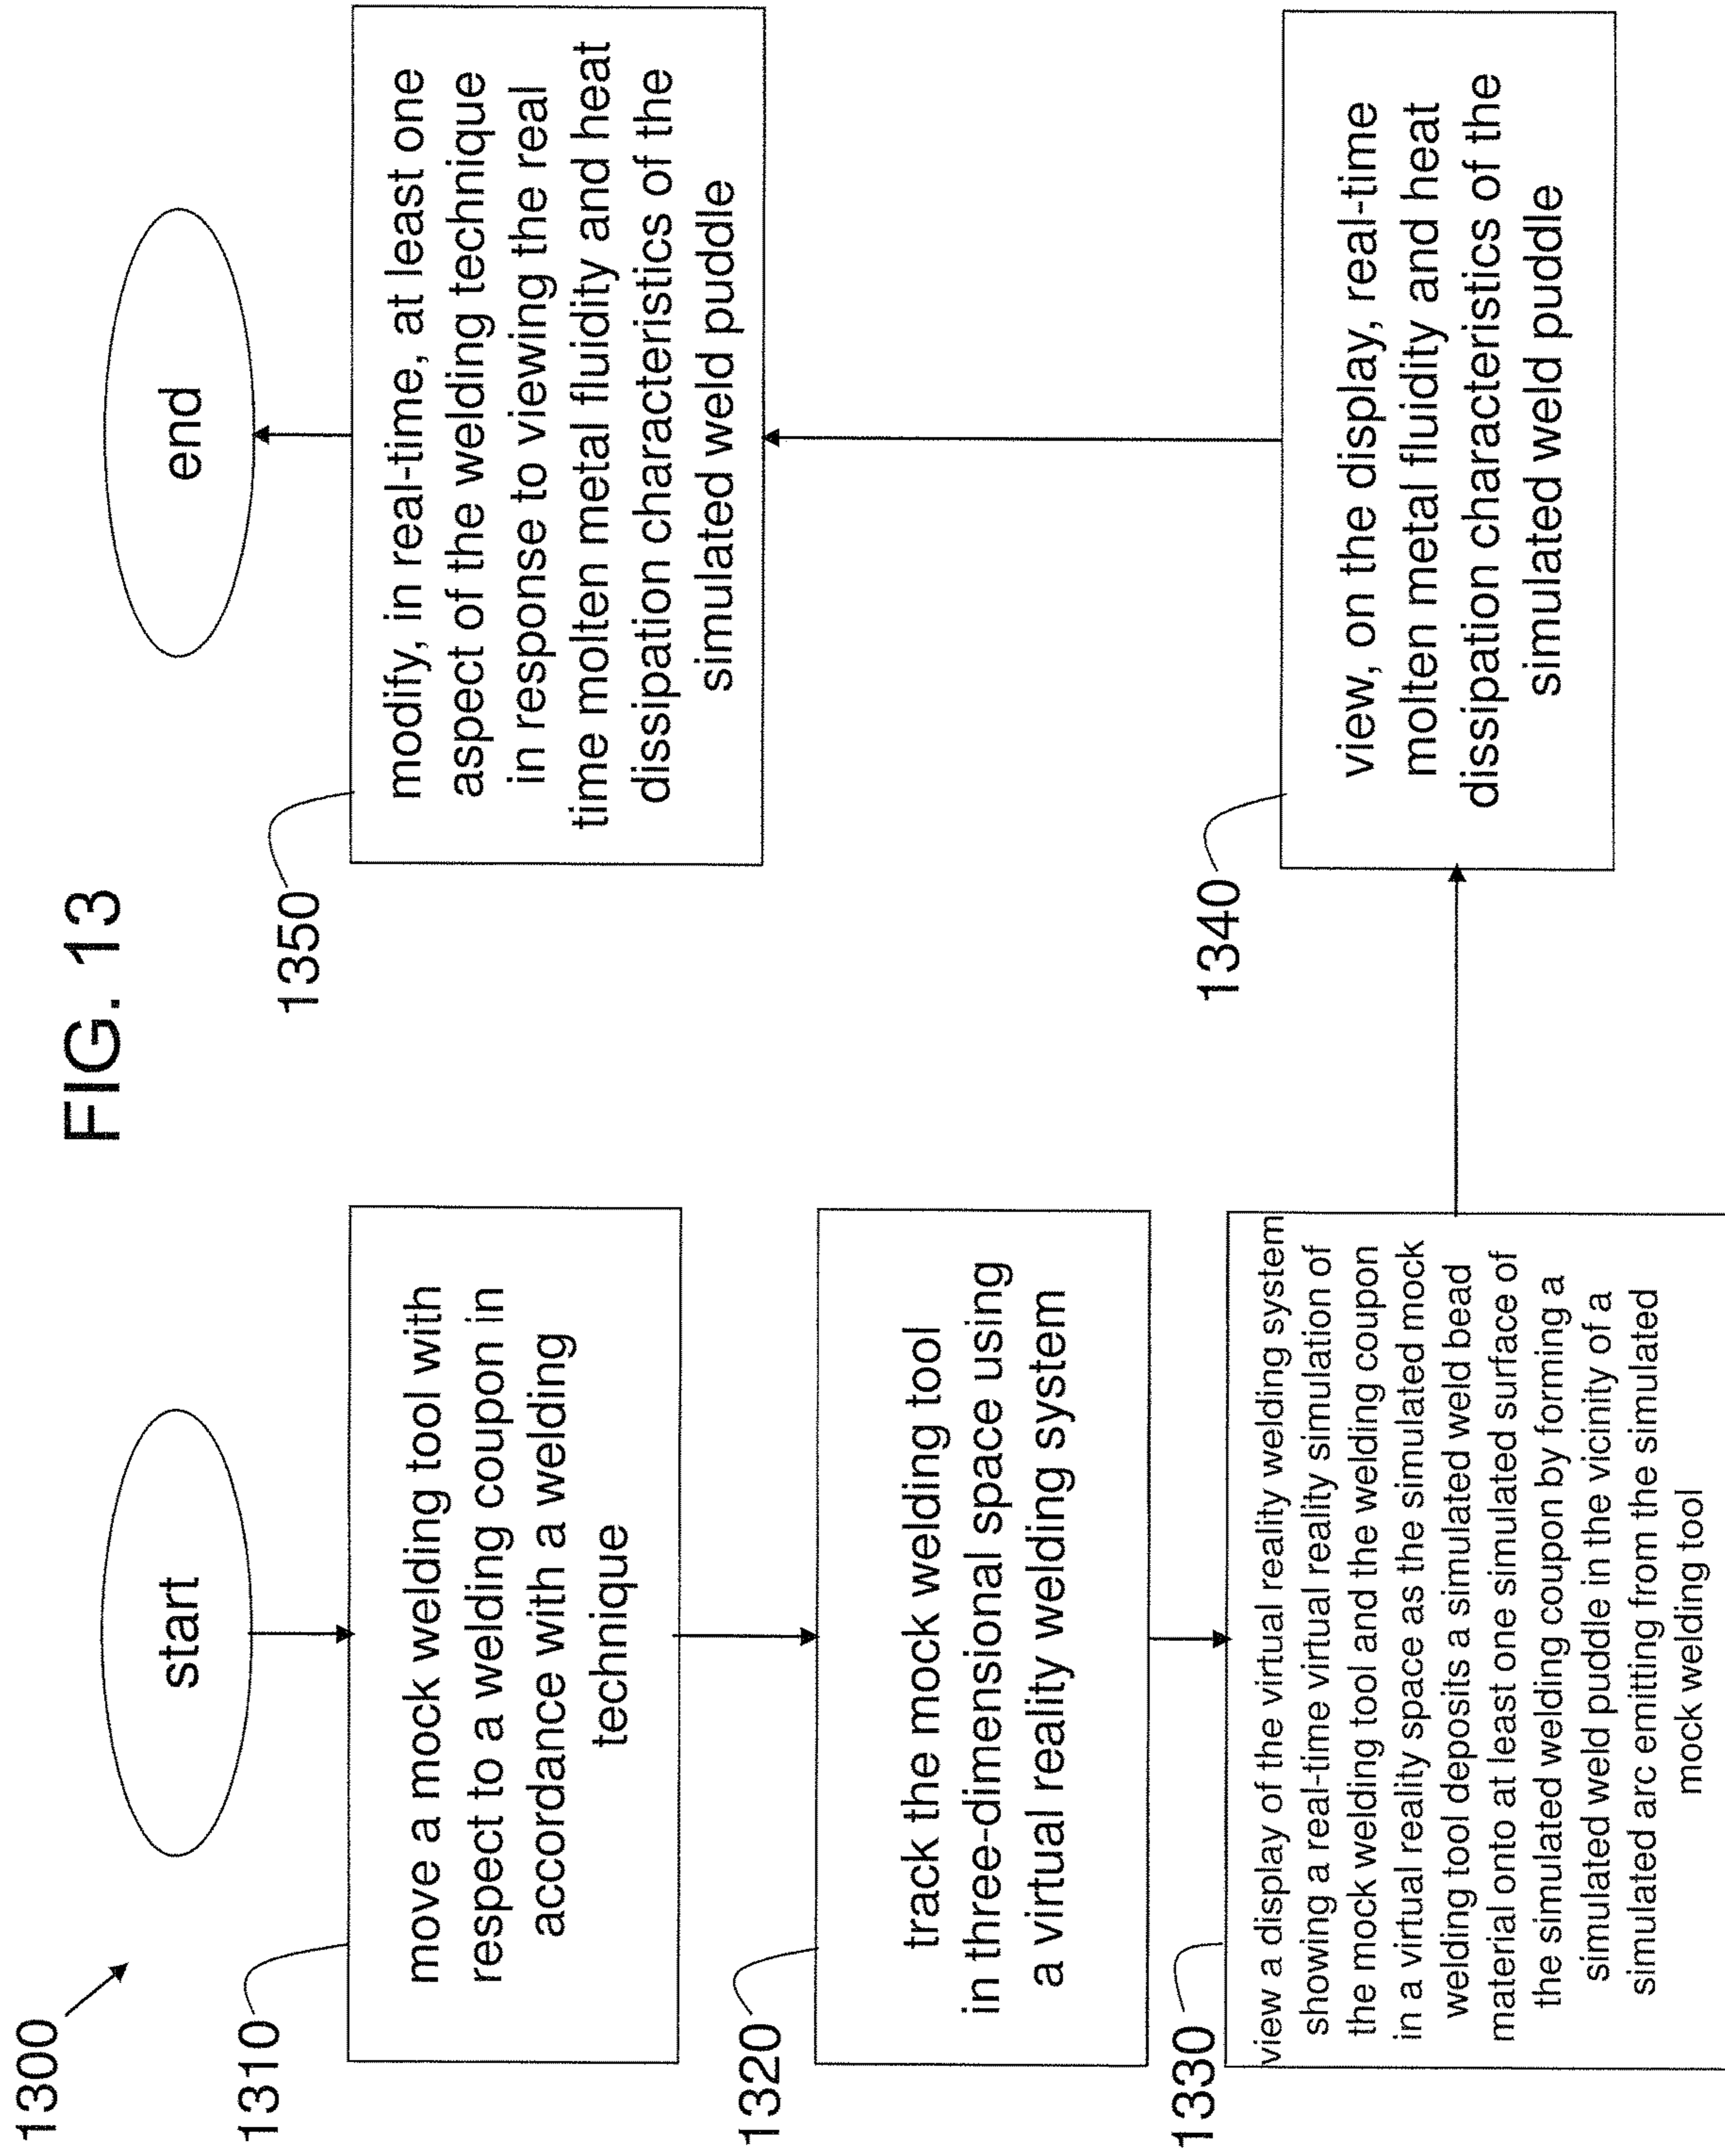 FIG. 13
1300
start
1310
move a mock welding tool with
respect to a welding coupon in
accordance with a welding
technique
1320
track the mock welding tool
in three-dimensional space using
a virtual reality welding system
1330
view a display of the virtual reality welding system
showing a real-time virtual reality simulation of
the mock welding tool and the welding coupon
in a virtual reality space as the simulated mock
welding tool deposits a simulated weld bead
material onto at least one simulated surface of
the simulated welding coupon by forming a
simulated weld puddle in the vicinity of a
simulated arc emitting from the simulated
mock welding tool
1340
view, on the display, real-time
molten metal fluidity and heat
dissipation characteristics of the
simulated weld puddle
1350
modify, in real-time, at least one
aspect of the welding technique
in response to viewing the real
time molten metal fluidity and heat
dissipation characteristics of the
simulated weld puddle
end